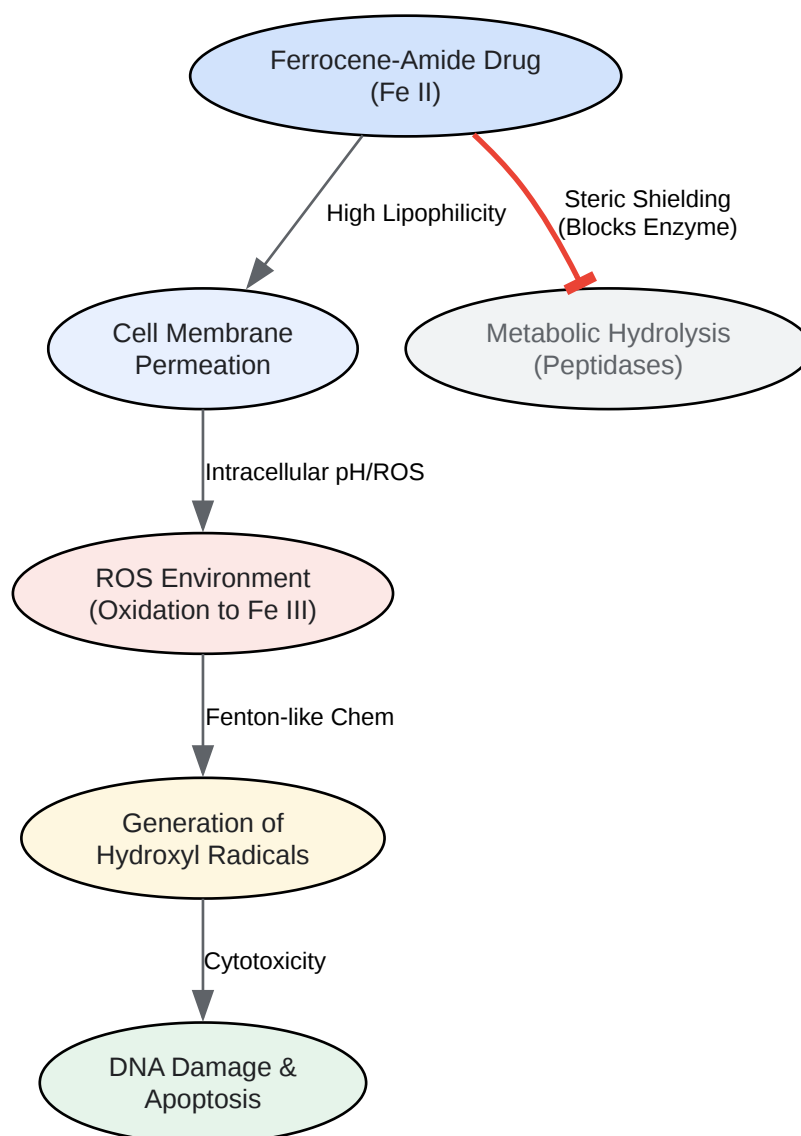 Ferrocene-Amide Drug
(Fe II)
High Lipophilicity
Steric Shielding
(Blocks Enzyme)
Cell Membrane
Permeation
Metabolic Hydrolysis
(Peptidases)
Intracellular pH/ROS
ROS Environment
(Oxidation to Fe III)
Fenton-like Chem
Generation of
Hydroxyl Radicals
Cytotoxicity
DNA Damage &
Apoptosis